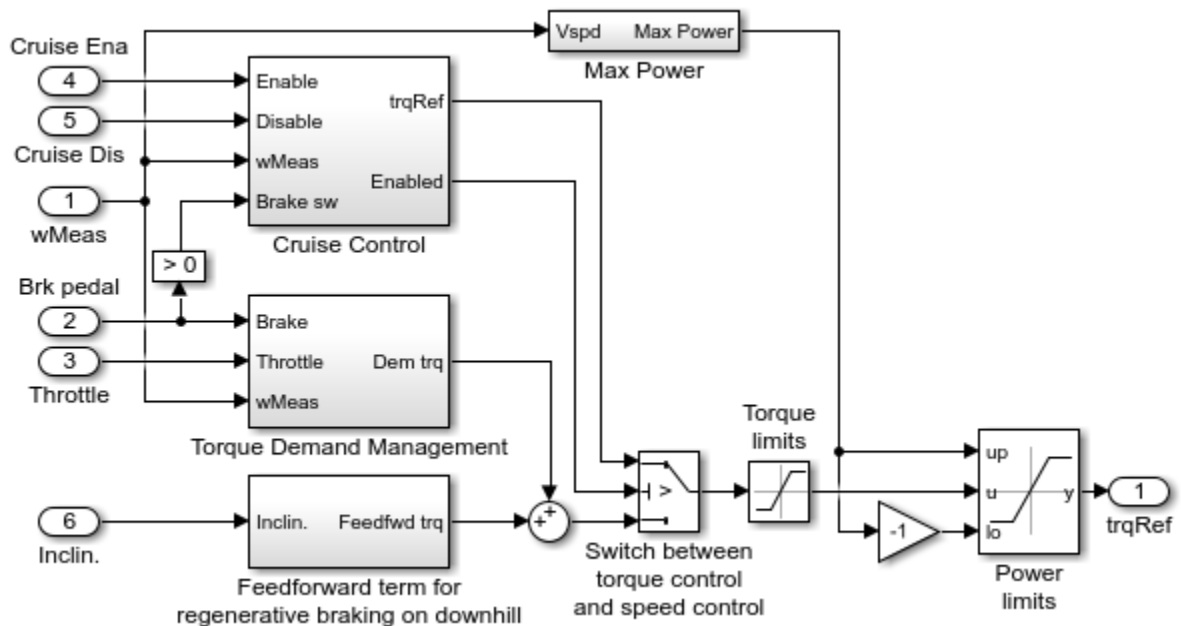 Cruise Ena
4
5
Cruise Dis
1
wMeas
> 0
Brk pedal
2
3
Throttle
6
Inclin.
Enable
Disable
wMeas
Brake sw
trqRef
Enabled
Cruise Control
Brake
Throttle
wMeas
Dem trq
Torque Demand Management
Inclin.
Feedfwd trq
Feedforward term for
regenerative braking on downhill
Vspd
Max Power
Max Power
+
+
>
Switch between
torque control
and speed control
Torque
limits
-1
up
u
lo
y
Power
limits
1
trqRef